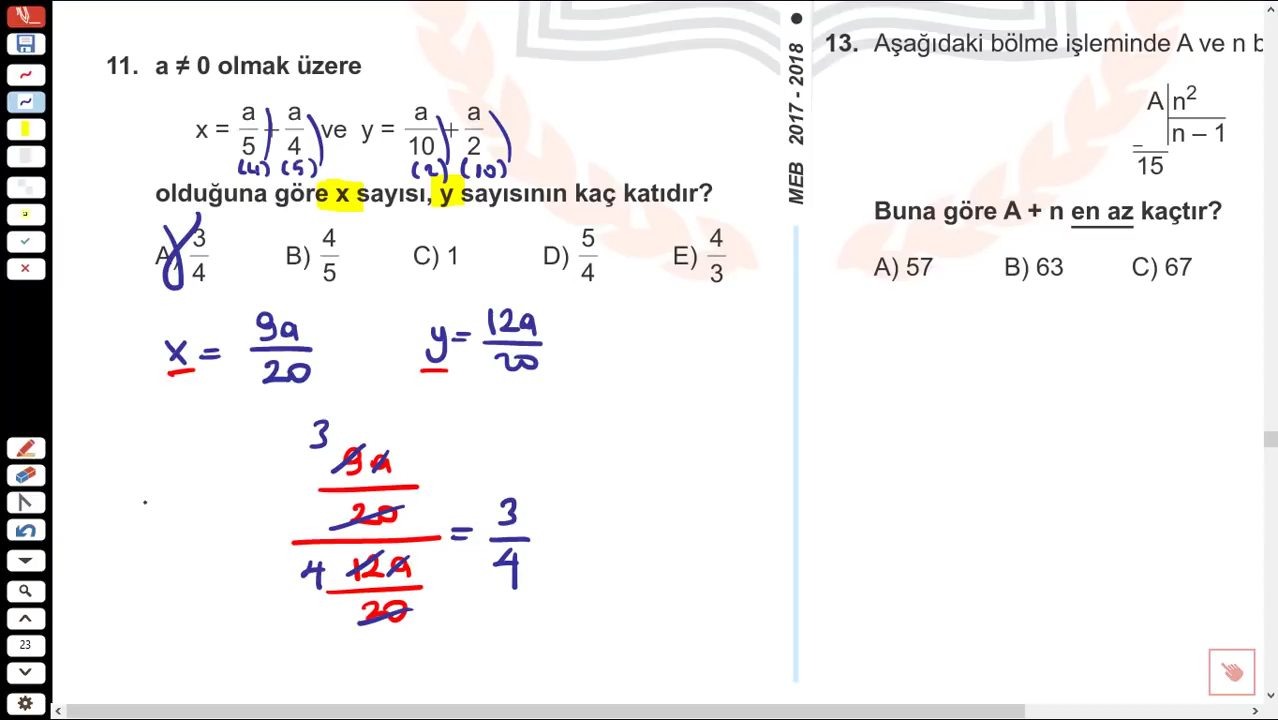 11. a ≠ 0 olmak üzere
x = a/5 + a/4 ve y = a/10 + a/2
(4) (5) (2) (10)
olduğuna göre x sayısı, y sayısının kaç katıdır?
A) 3/4 B) 4/5 C) 1 D) 5/4 E) 4/3
x = 9a/20 y = 12a/20
3
9a
20
= 3/4
4 12a
20
MEB 2017 - 2018
13. Aşağıdaki bölme işleminde A ve n b
A n²
n – 1
–
15
Buna göre A + n en az kaçtır?
A) 57 B) 63 C) 67
23